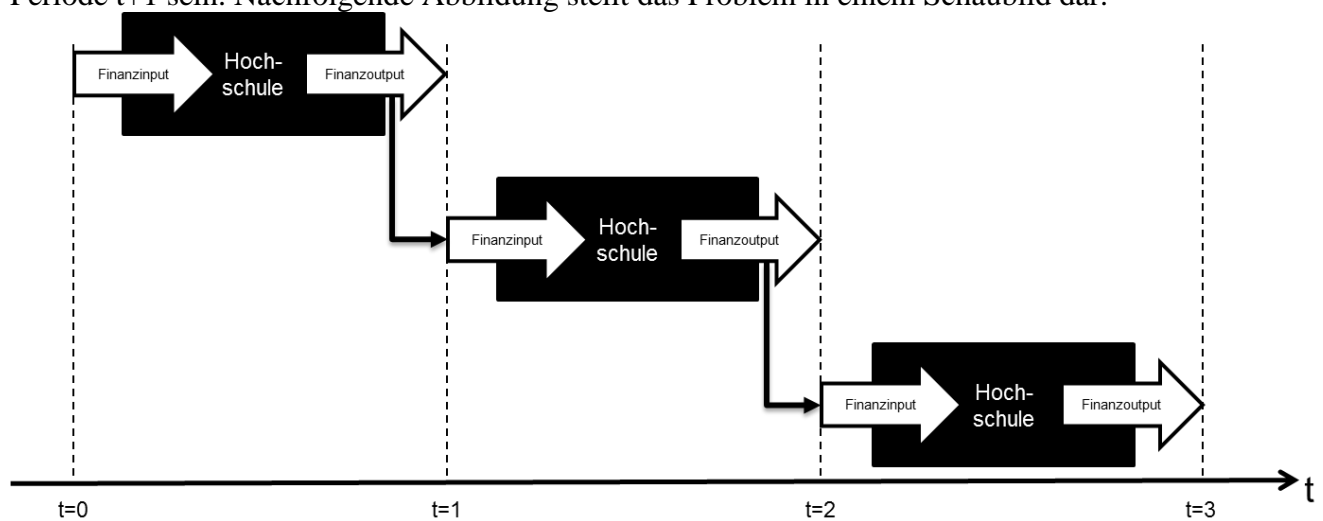 Periode t+1 sein. Nachfolgende Abbildung stellt das Problem in einem Schaubild dar.
Finanzinput
Hoch-
schule
Finanzoutput
Finanzinput
Hoch-
schule
Finanzoutput
Finanzinput
Hoch-
schule
Finanzoutput
t
t=0
t=1
t=2
t=3